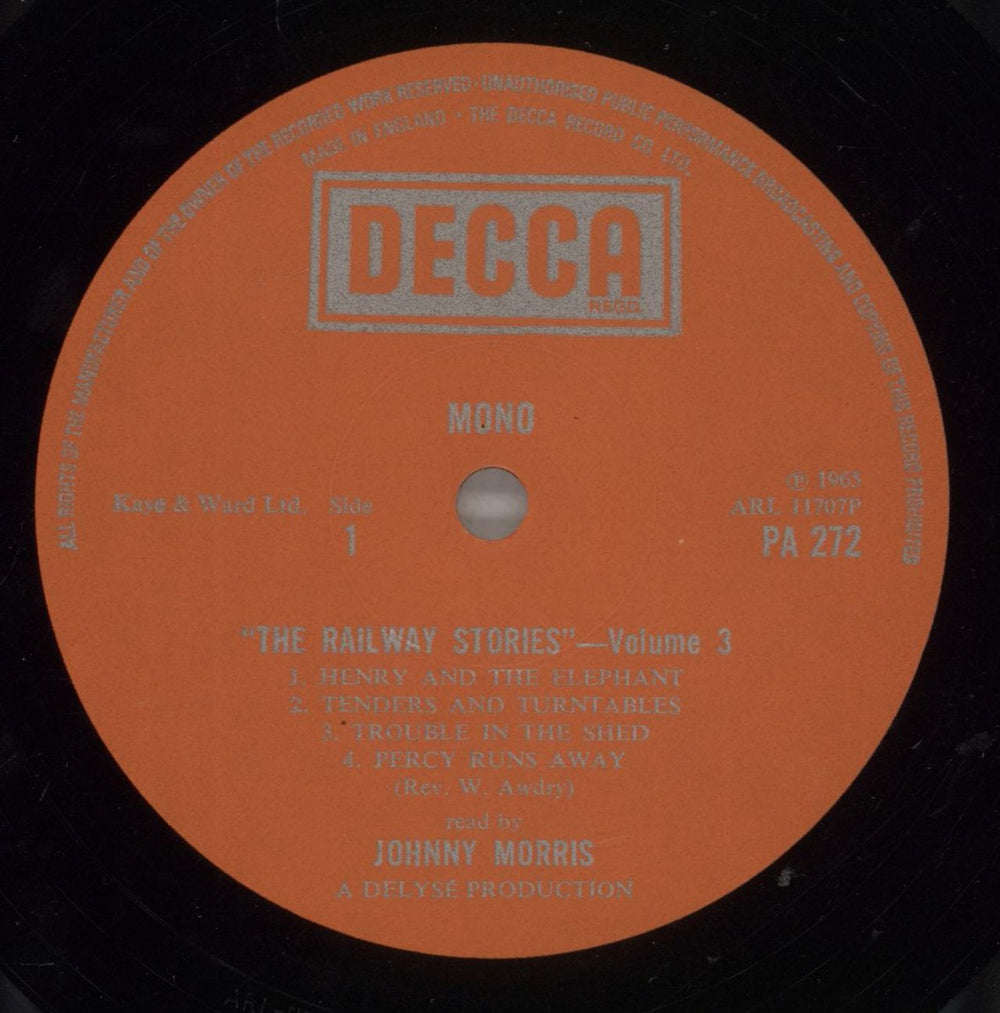 ALL RIGHTS OF THE MANUFACTURER AND OF THE OWNER OF THE RECORDED WORK RESERVED · UNAUTHORISED PUBLIC PERFORMANCE BROADCASTING AND COPYING OF THIS RECORD PROHIBITED
MADE IN ENGLAND · THE DECCA RECORD CO. LTD.
DECCA
REGD
MONO
Ⓟ 1965
Kaye & Ward Ltd. Side
ARL 11707P
1
PA 272
"THE RAILWAY STORIES"—Volume 3
1. HENRY AND THE ELEPHANT
2. TENDERS AND TURNTABLES
3. TROUBLE IN THE SHED
4. PERCY RUNS AWAY
(Rev. W. Awdry)
read by
JOHNNY MORRIS
A DELYSÉ PRODUCTION